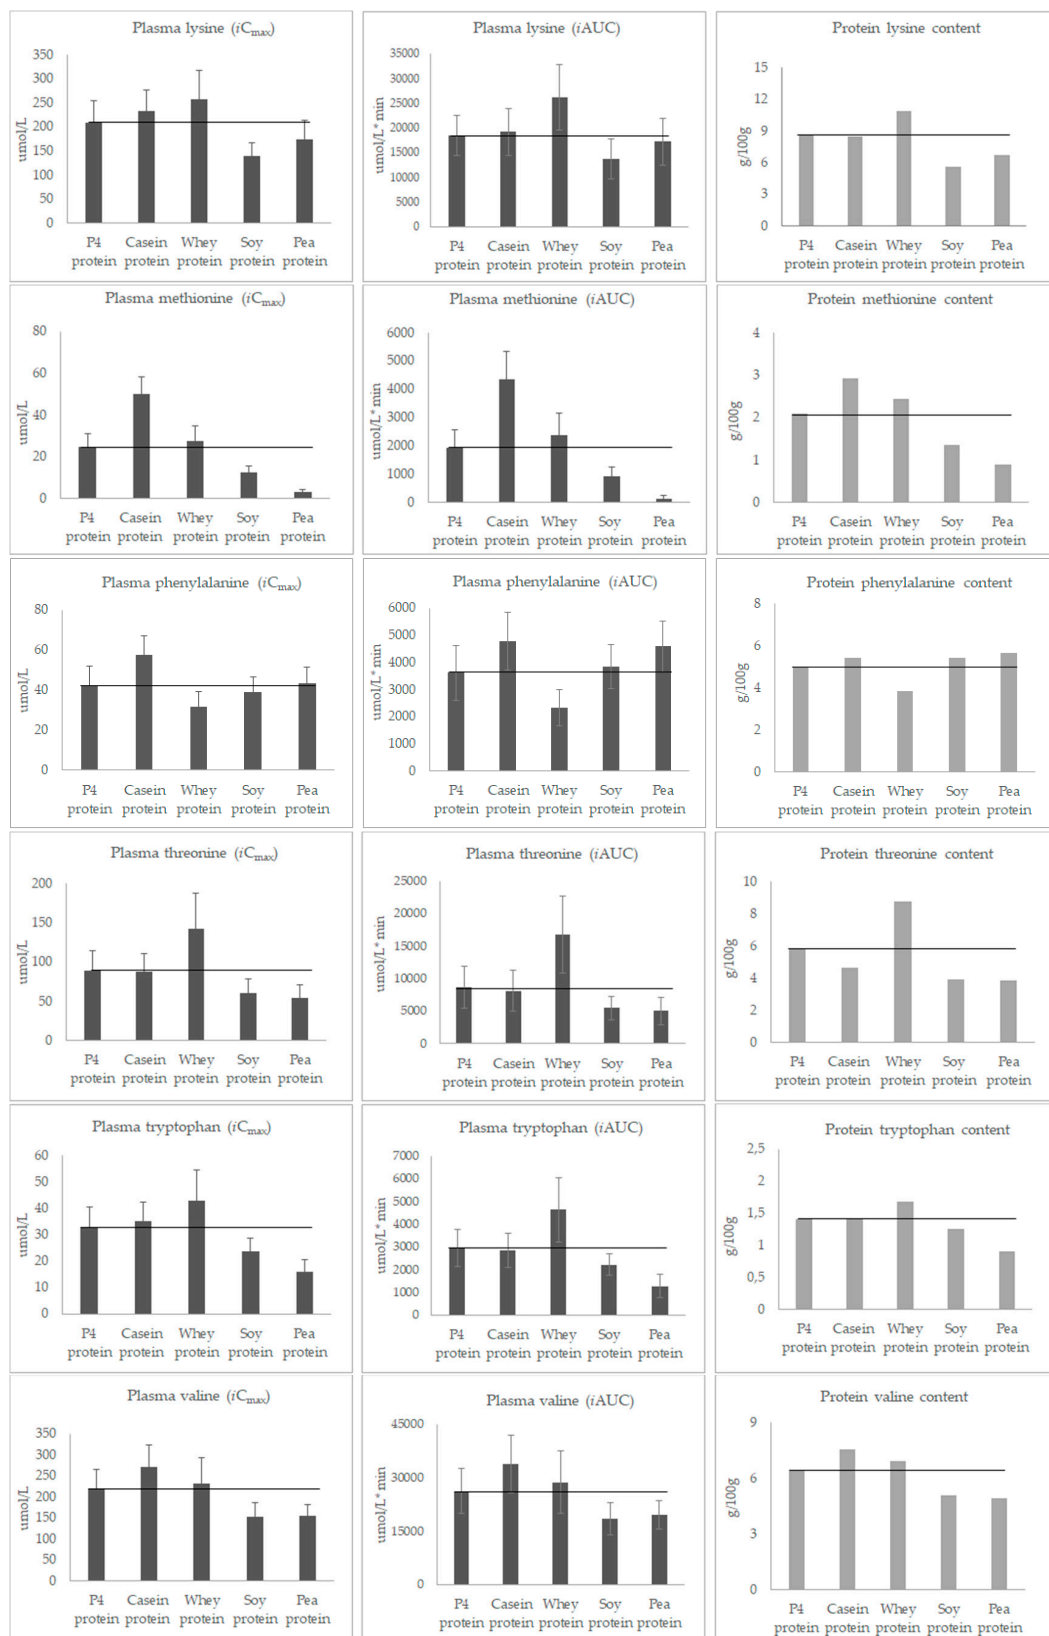 Plasma lysine (iCmax)
umol/L
350
300
250
200
150
100
50
0
P4 Casein Whey Soy Pea
protein protein protein protein protein
Plasma lysine (iAUC)
umol/L* min
35000
30000
25000
20000
15000
10000
5000
0
P4 Casein Whey Soy Pea
protein protein protein protein protein
Protein lysine content
g/100g
15
12
9
6
3
0
P4 Casein Whey Soy Pea
protein protein protein protein protein
Plasma methionine (iCmax)
umol/L
80
60
40
20
0
P4 Casein Whey Soy Pea
protein protein protein protein protein
Plasma methionine (iAUC)
umol/L* min
6000
5000
4000
3000
2000
1000
0
P4 Casein Whey Soy Pea
protein protein protein protein protein
Protein methionine content
g/100g
4
3
2
1
0
P4 Casein Whey Soy Pea
protein protein protein protein protein
Plasma phenylalanine (iCmax)
umol/L
80
60
40
20
0
P4 Casein Whey Soy Pea
protein protein protein protein protein
Plasma phenylalanine (iAUC)
umol/L* min
6000
5000
4000
3000
2000
1000
0
P4 Casein Whey Soy Pea
protein protein protein protein protein
Protein phenylalanine content
g/100g
8
6
4
2
0
P4 Casein Whey Soy Pea
protein protein protein protein protein
Plasma threonine (iCmax)
umol/L
200
150
100
50
0
P4 Casein Whey Soy Pea
protein protein protein protein protein
Plasma threonine (iAUC)
umol/L* min
25000
20000
15000
10000
5000
0
P4 Casein Whey Soy Pea
protein protein protein protein protein
Protein threonine content
g/100g
10
8
6
4
2
0
P4 Casein Whey Soy Pea
protein protein protein protein protein
Plasma tryptophan (iCmax)
umol/L
60
50
40
30
20
10
0
P4 Casein Whey Soy Pea
protein protein protein protein protein
Plasma tryptophan (iAUC)
umol/L* min
7000
6000
5000
4000
3000
2000
1000
0
P4 Casein Whey Soy Pea
protein protein protein protein protein
Protein tryptophan content
g/100g
2,5
2
1,5
1
0,5
0
P4 Casein Whey Soy Pea
protein protein protein protein protein
Plasma valine (iCmax)
umol/L
350
300
250
200
150
100
50
0
P4 Casein Whey Soy Pea
protein protein protein protein protein
Plasma valine (iAUC)
umol/L* min
45000
30000
15000
0
P4 Casein Whey Soy Pea
protein protein protein protein protein
Protein valine content
g/100g
9
6
3
0
P4 Casein Whey Soy Pea
protein protein protein protein protein